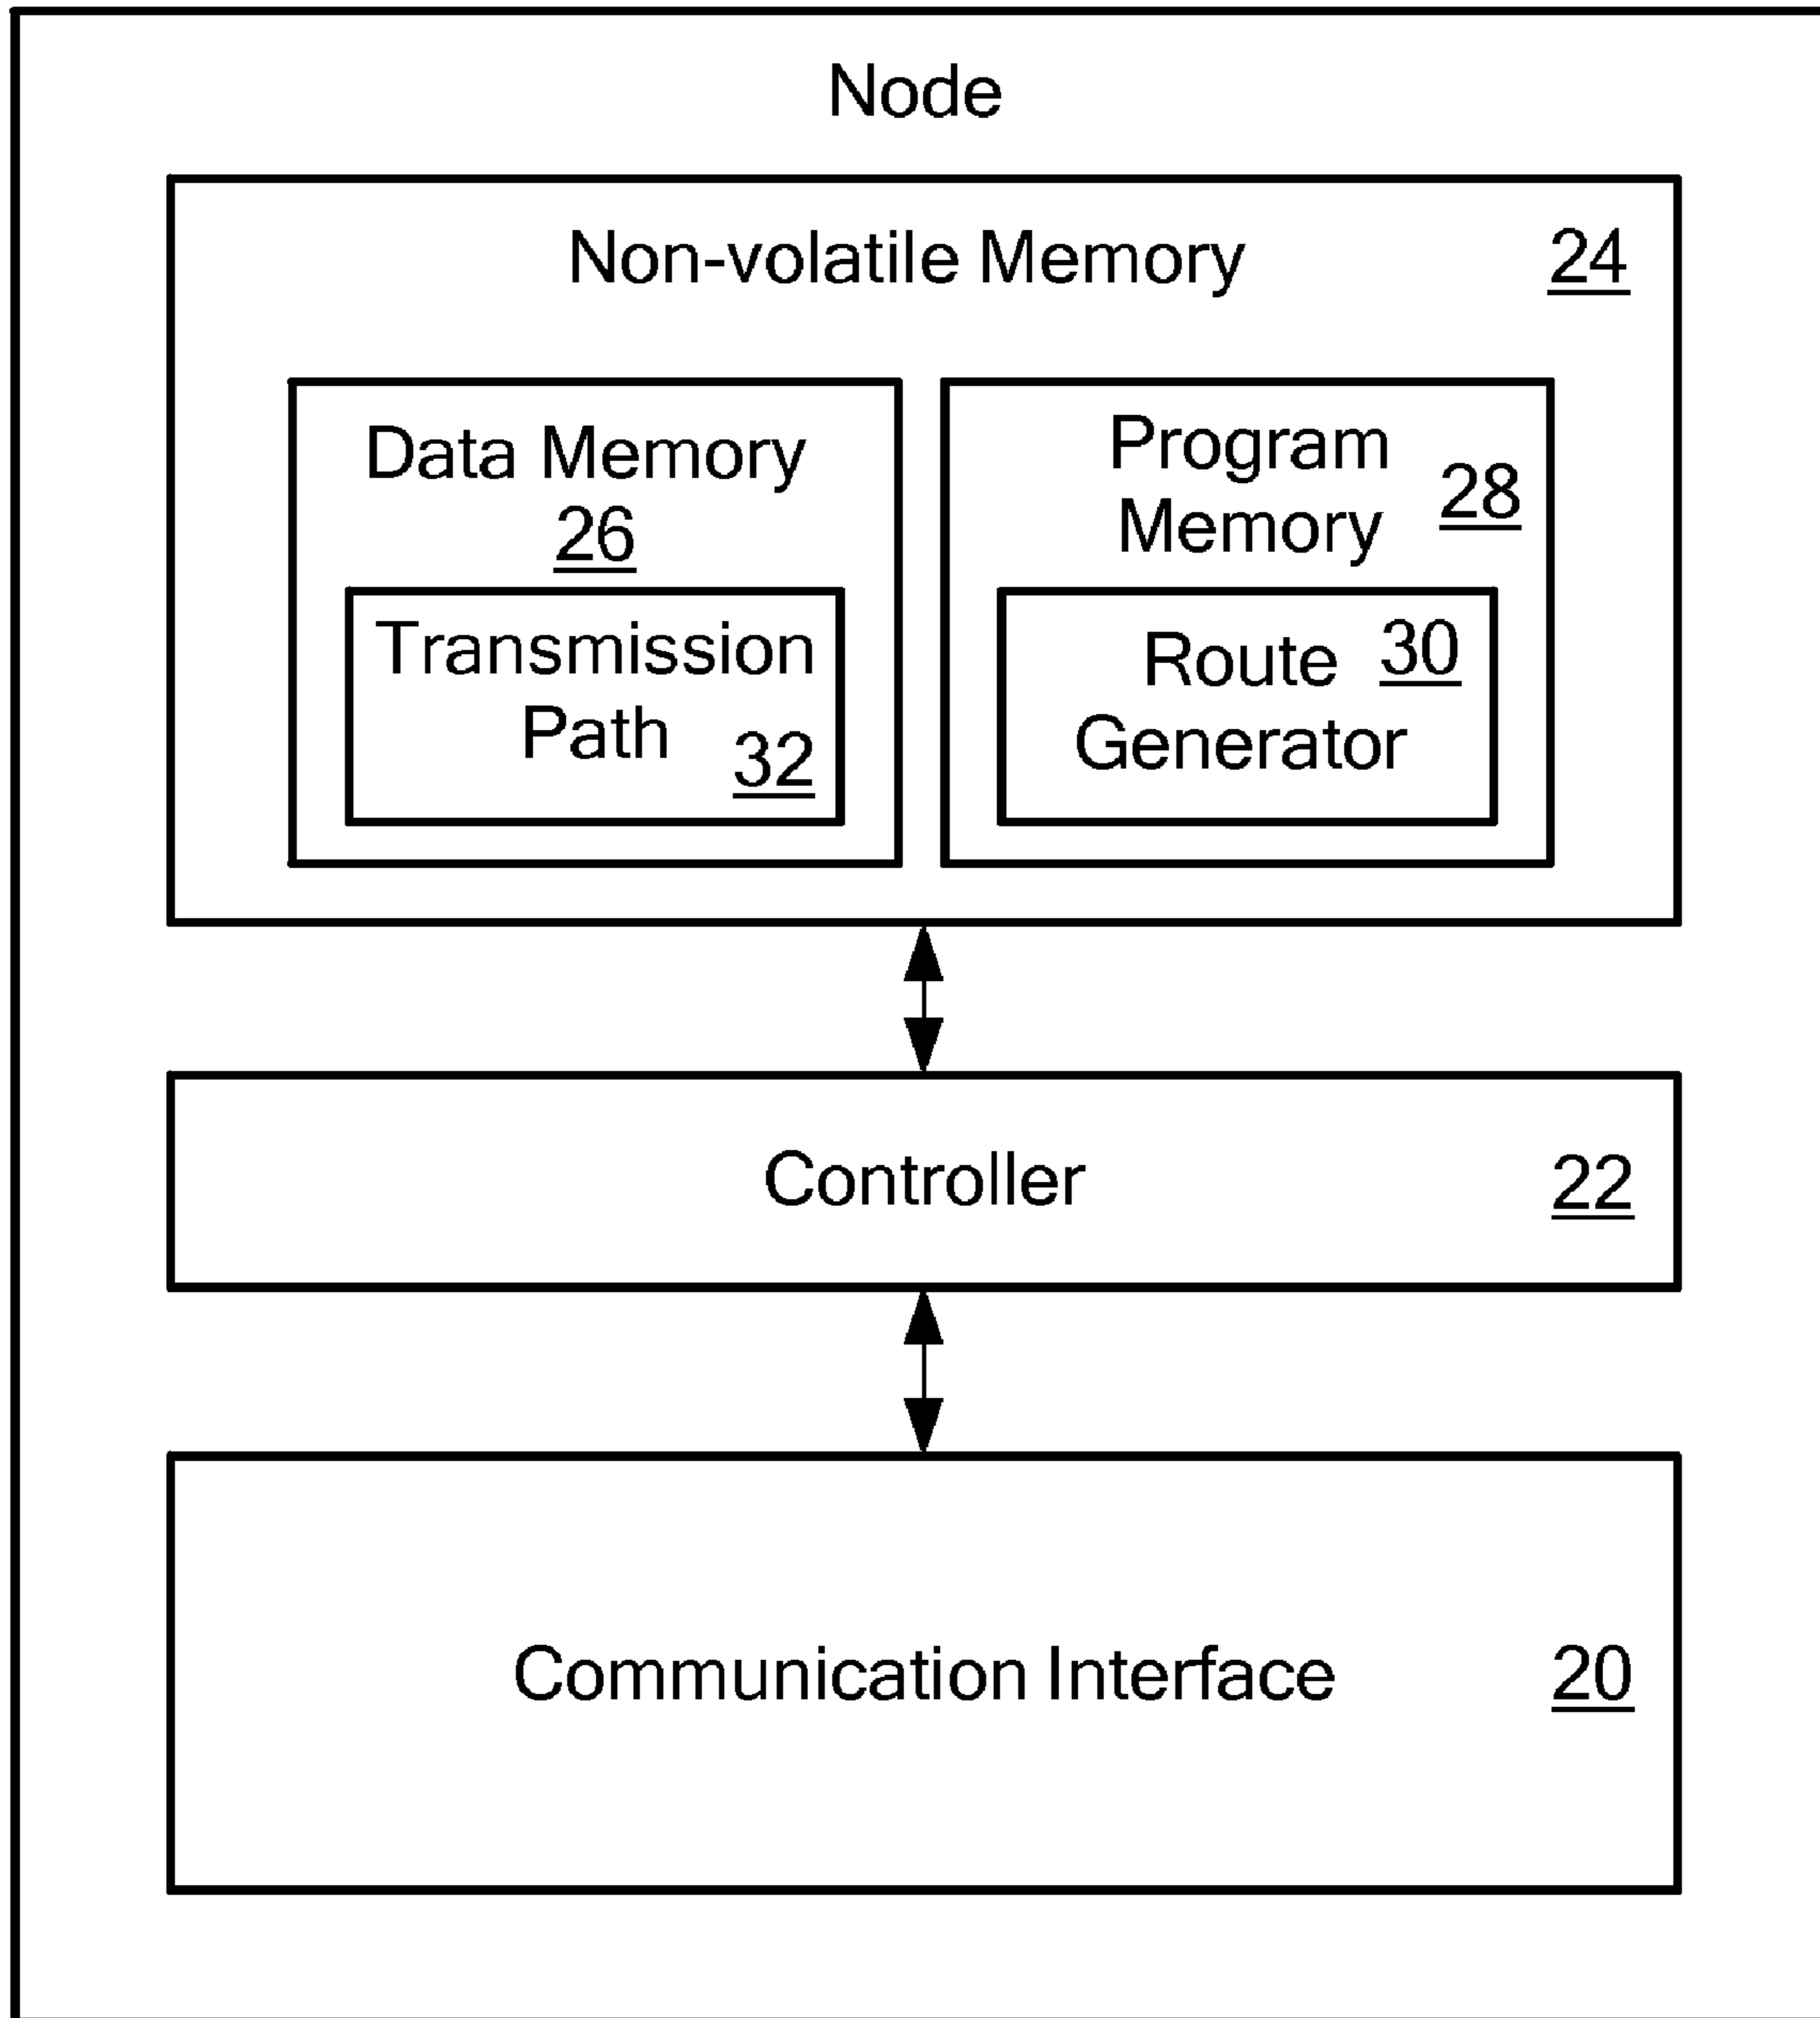 Node
Non-volatile Memory 24
Data Memory
26
Transmission
Path 32
Program
Memory 28
Route 30
Generator
Controller 22
Communication Interface 20